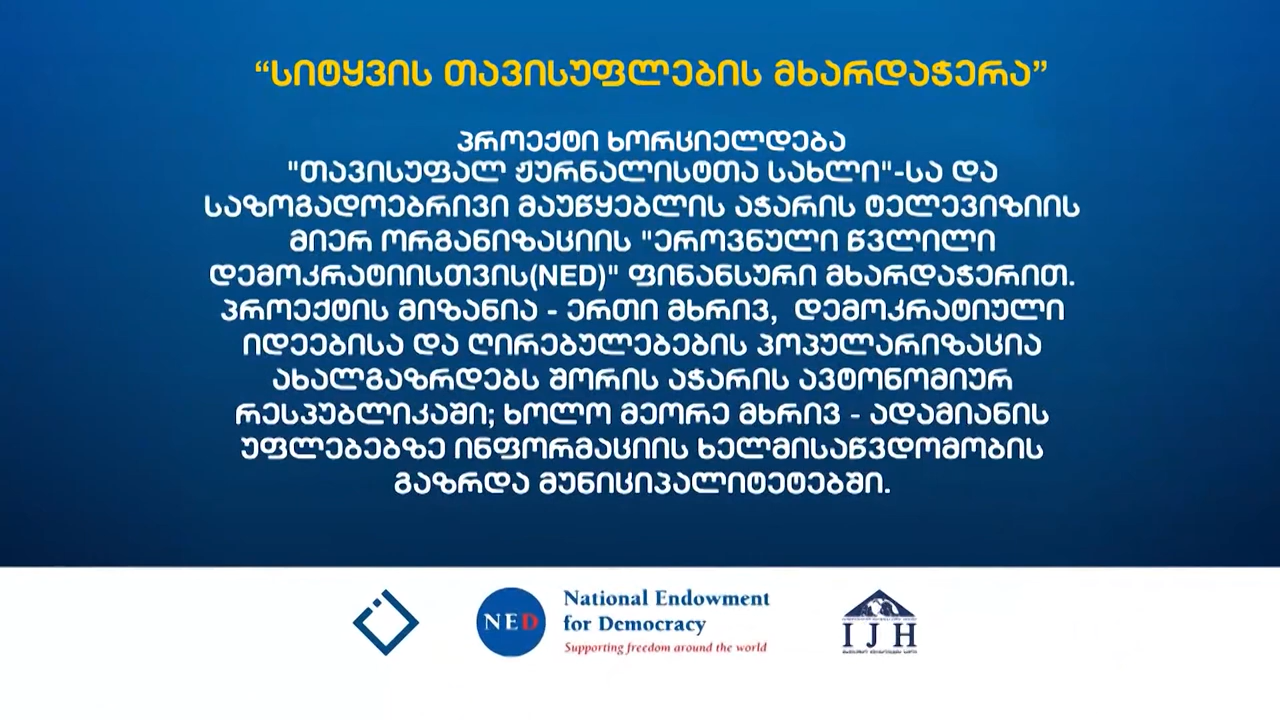 “სიტყვის თავისუფლების მხარდაჭერა”
პროექტი ხორციელდება
"თავისუფალ ჟურნალისტთა სახლი"-სა და
საზოგადოებრივი მაუწყებლის აჭარის ტელევიზიის
მიერ ორგანიზაციის "ეროვნული წვლილი
დემოკრატიისთვის(NED)" ფინანსური მხარდაჭერით.
პროექტის მიზანია - ერთი მხრივ, დემოკრატიული
იდეებისა და ღირებულებების პოპულარიზაცია
ახალგაზრდებს შორის აჭარის ავტონომიურ
რესპუბლიკაში; ხოლო მეორე მხრივ - ადამიანის
უფლებებზე ინფორმაციის ხელმისაწვდომობის
გაზრდა მუნიციპალიტეტებში.
NED
National Endowment
for Democracy
Supporting freedom around the world
IJH